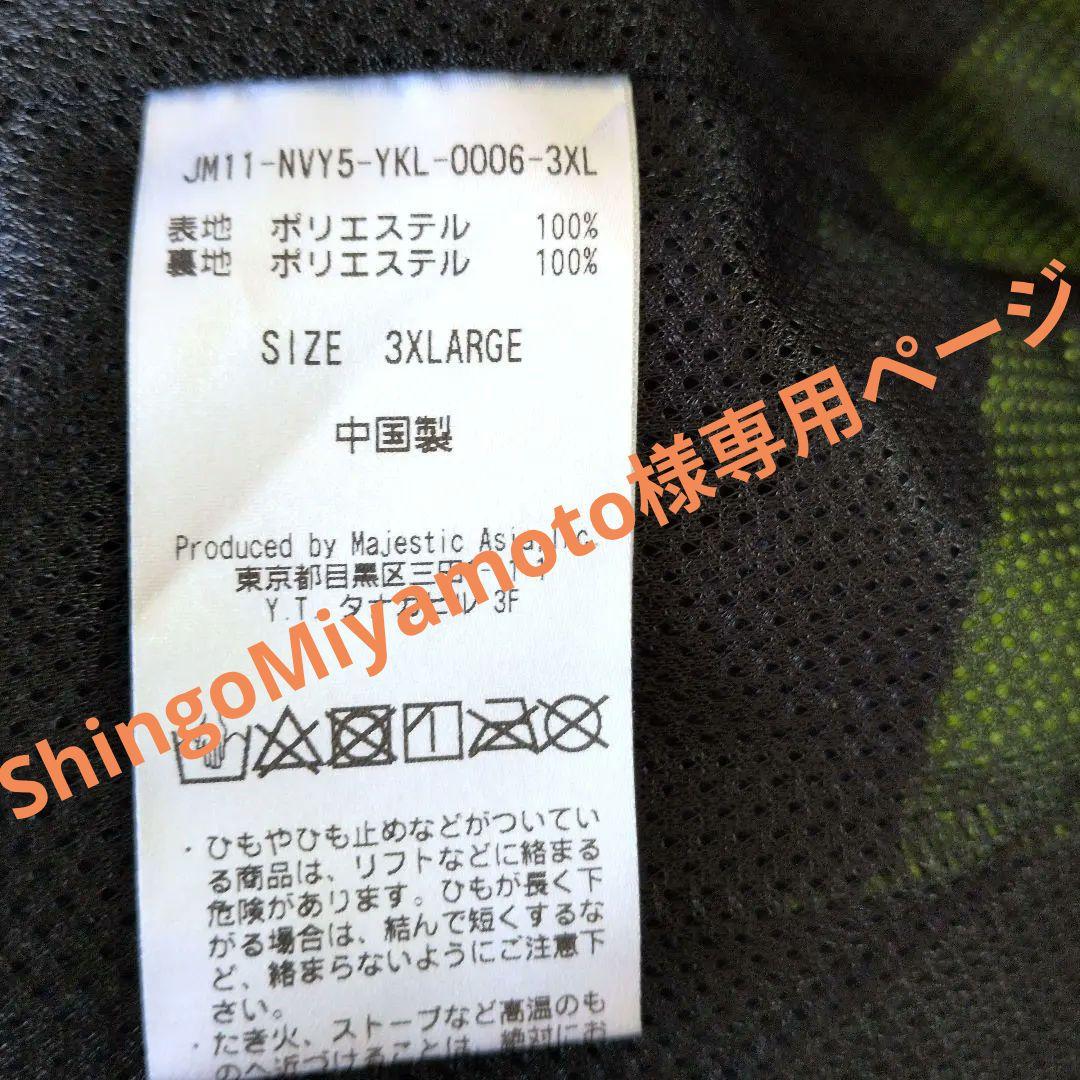 JM11-NVY5-YKL-0006-3XL
表地 ポリエステル 100%
裏地 ポリエステル 100%
SIZE 3XLARGE
中国製
Produced by Majestic Asia,
東京都目黒区三田
Y.T. タナカビル 3F
ShingoMiyamoto様専用ページ
・ひもやひも止めなどがついてい
る商品は、リフトなどに絡まる
危険があります。ひもが長く下
がる場合は、結んで短くするな
ど、絡まらないようにご注意下
さい。
・たき火、ストーブなど高温のも
のへ近づけることは、絶対にお